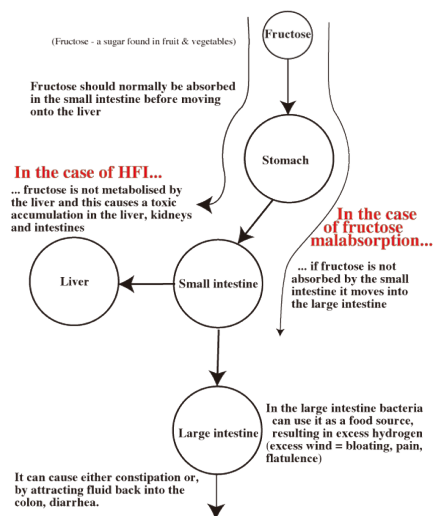 Fructose
(Fructose - a sugar found in fruit & vegetables)
Fructose should normally be absorbed
in the small intestine before moving
onto the liver
Stomach
In the case of HFI...
... fructose is not metabolised by
the liver and this causes a toxic
accumulation in the liver, kidneys
and intestines
In the case
of fructose
malabsorption...
... if fructose is not
absorbed by the small
intestine it moves into
the large intestine
Liver
Small intestine
Large intestine
In the large intestine bacteria
can use it as a food source,
resulting in excess hydrogen
(excess wind = bloating, pain,
flatulence)
It can cause either constipation or,
by attracting fluid back into the
colon, diarrhea.